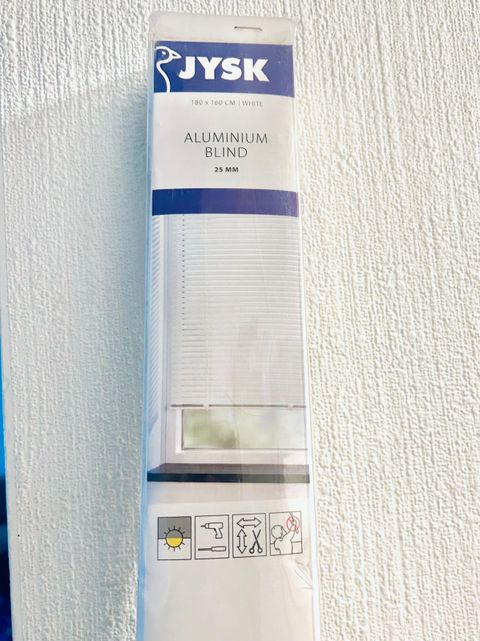 JYSK
180 x 160 CM | WHITE
ALUMINIUM
BLIND
25 MM